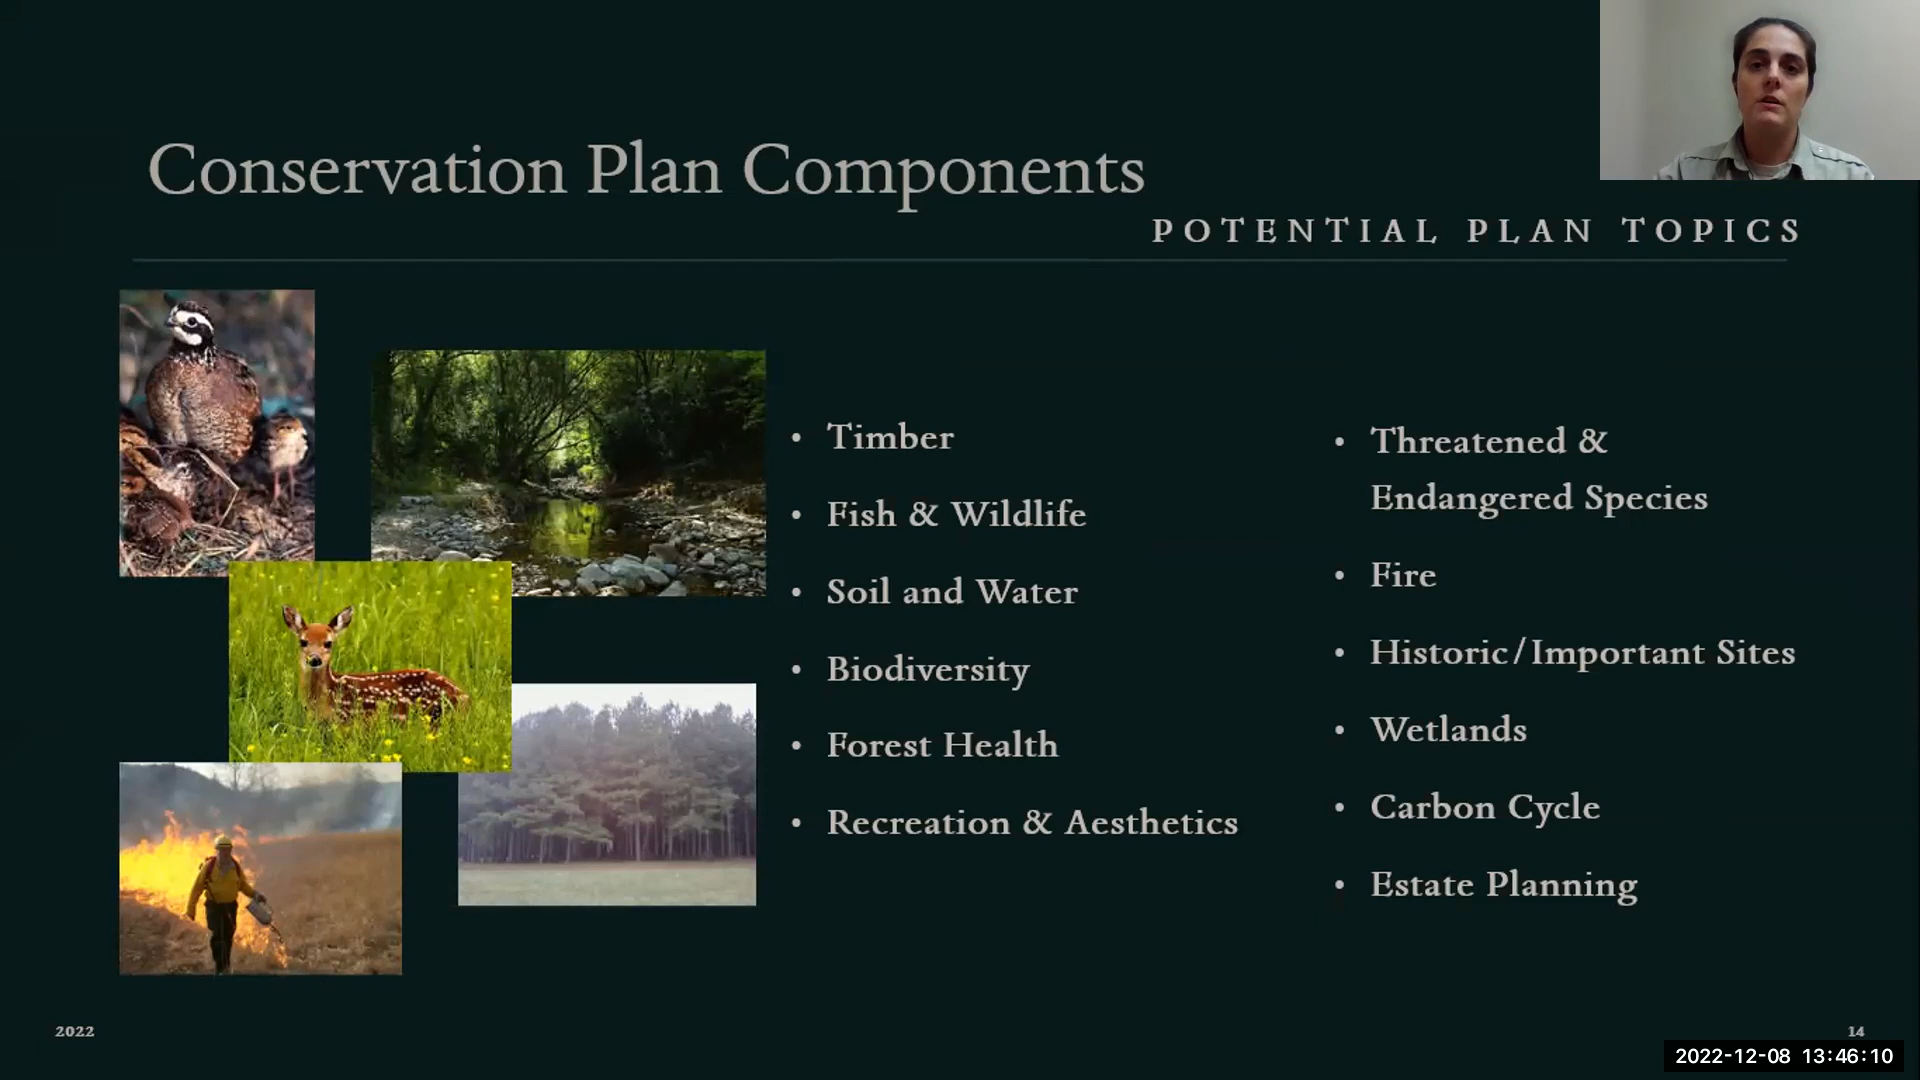 Conservation Plan Components
POTENTIAL PLAN TOPICS
• Timber
• Fish & Wildlife
• Soil and Water
• Biodiversity
• Forest Health
• Recreation & Aesthetics
• Threatened &
Endangered Species
• Fire
• Historic/Important Sites
• Wetlands
• Carbon Cycle
• Estate Planning
2022
14
2022-12-08 13:46:10